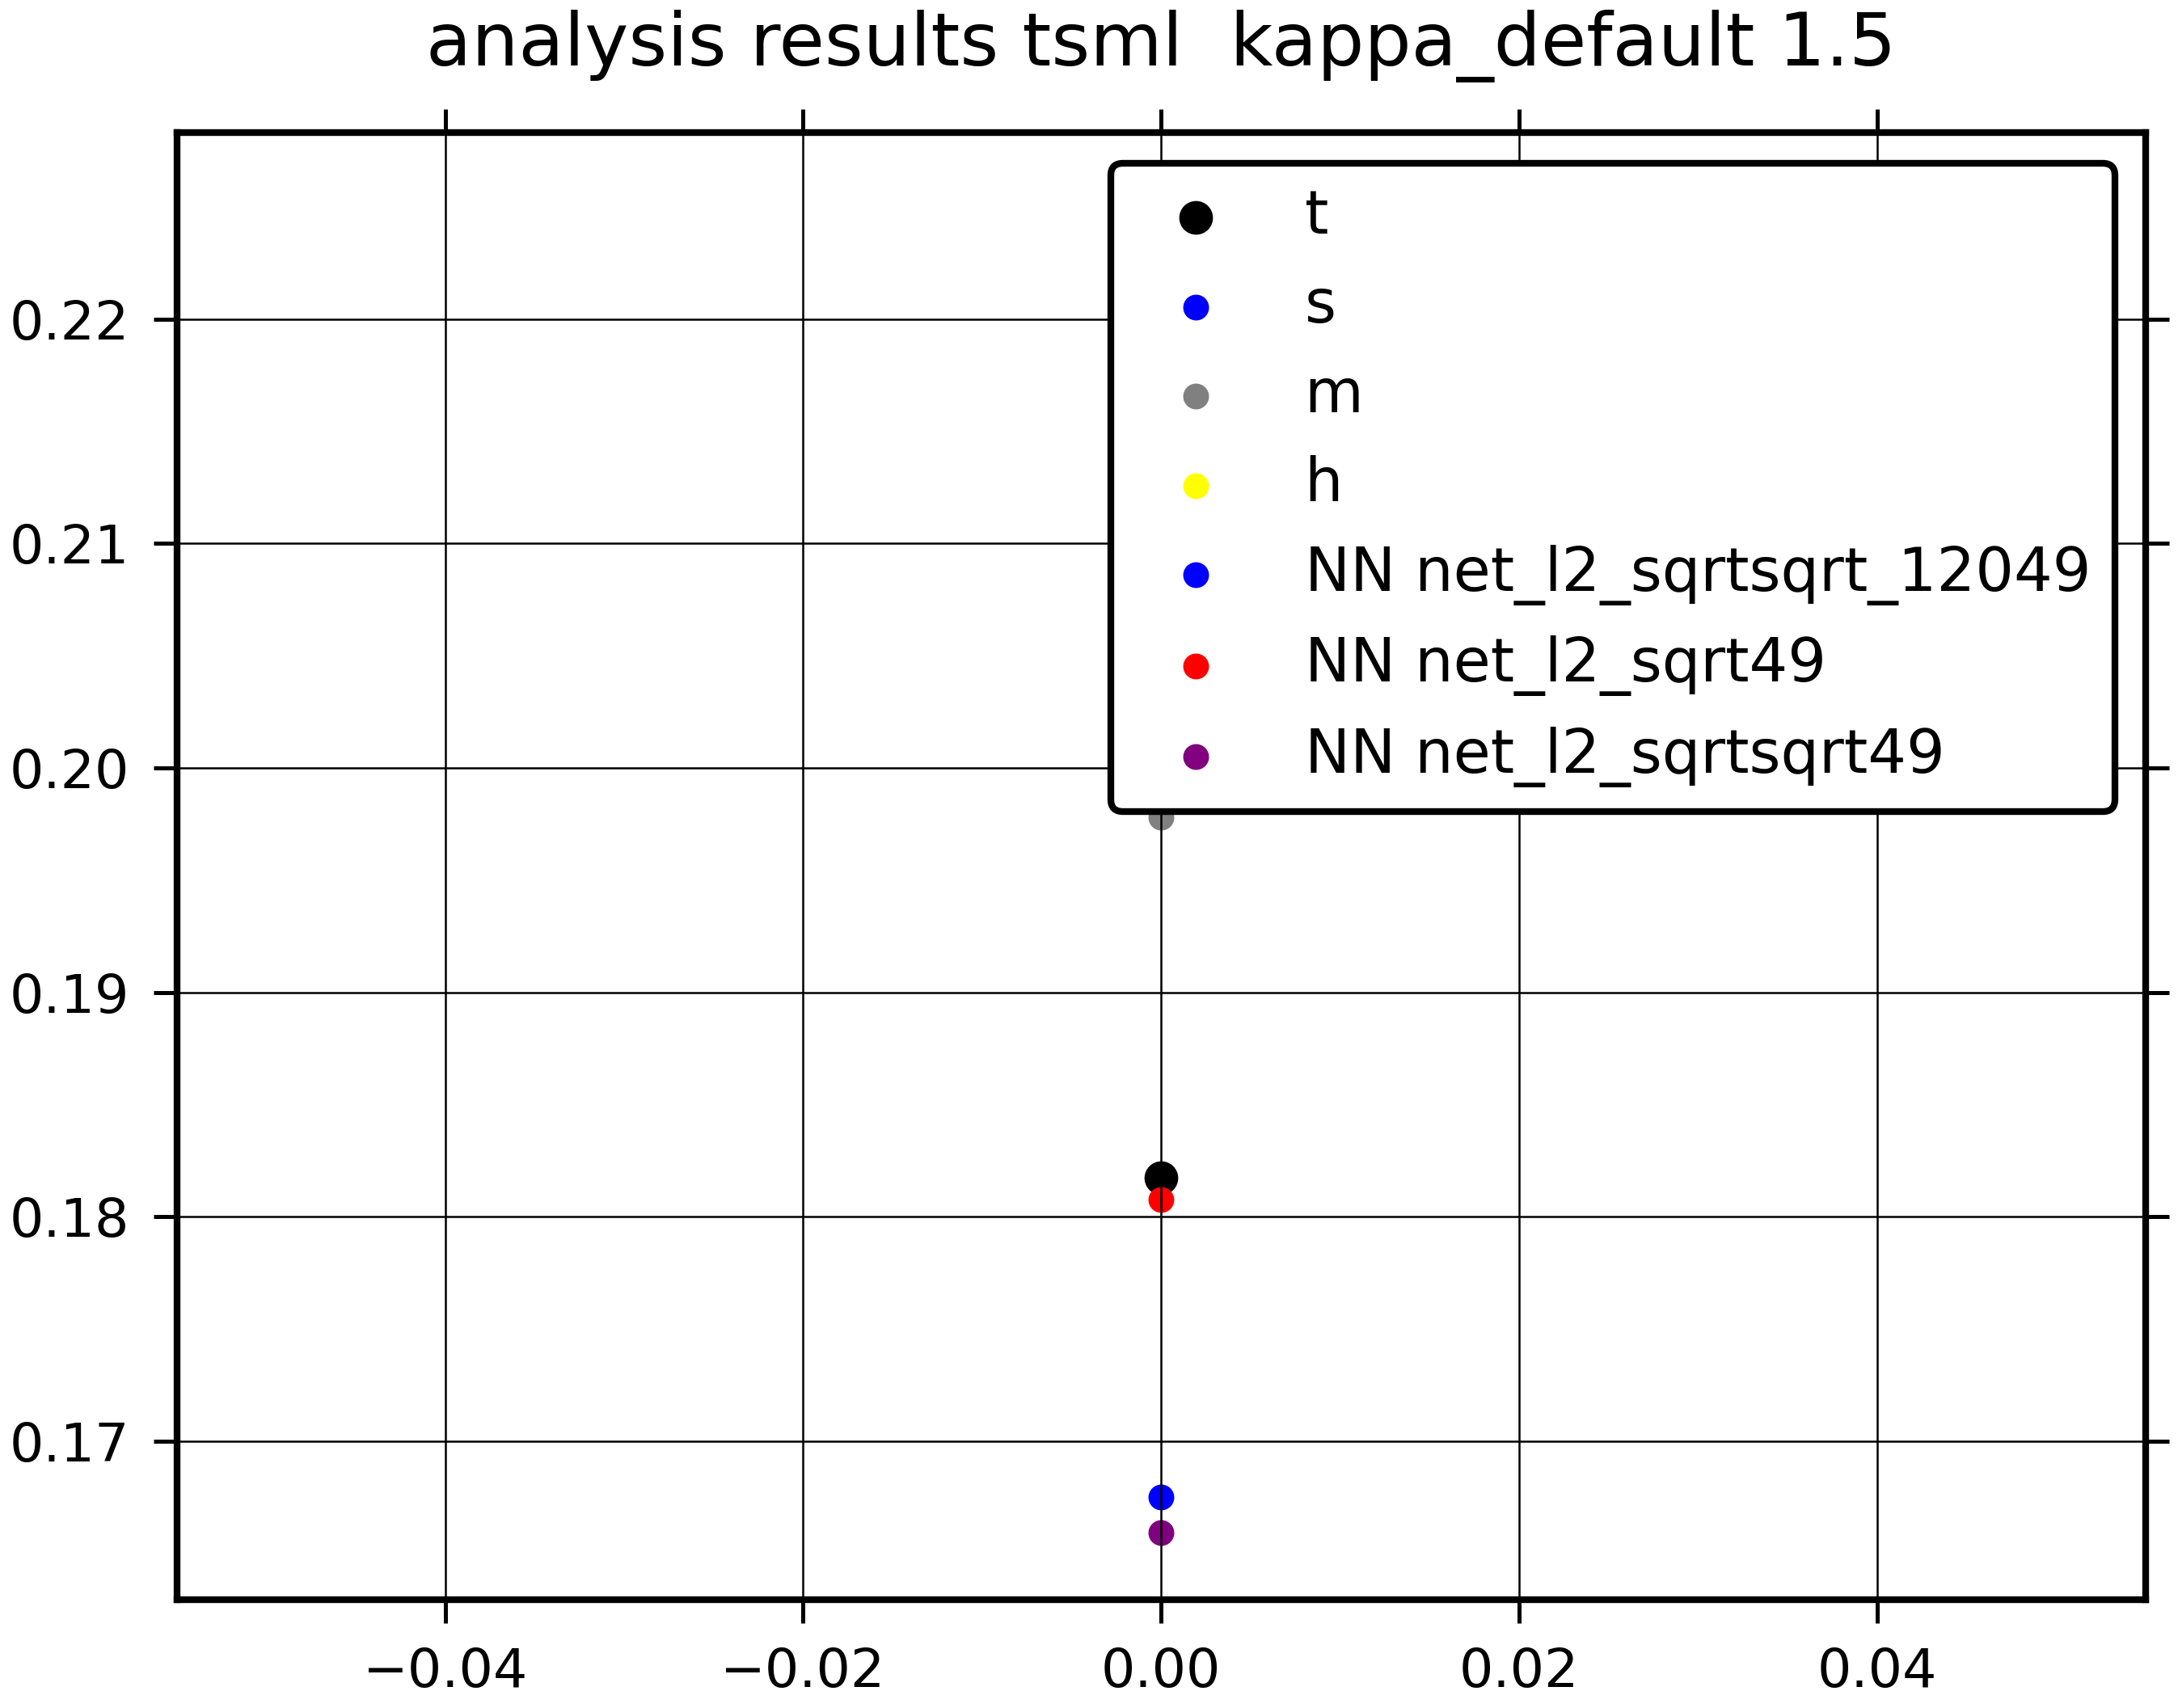 analysis results tsml  kappa_default 1.5
t
s
m
h
NN net_l2_sqrtsqrt_12049
NN net_l2_sqrt49
NN net_l2_sqrtsqrt49
0.22
0.21
0.20
0.19
0.18
0.17
−0.04
−0.02
0.00
0.02
0.04